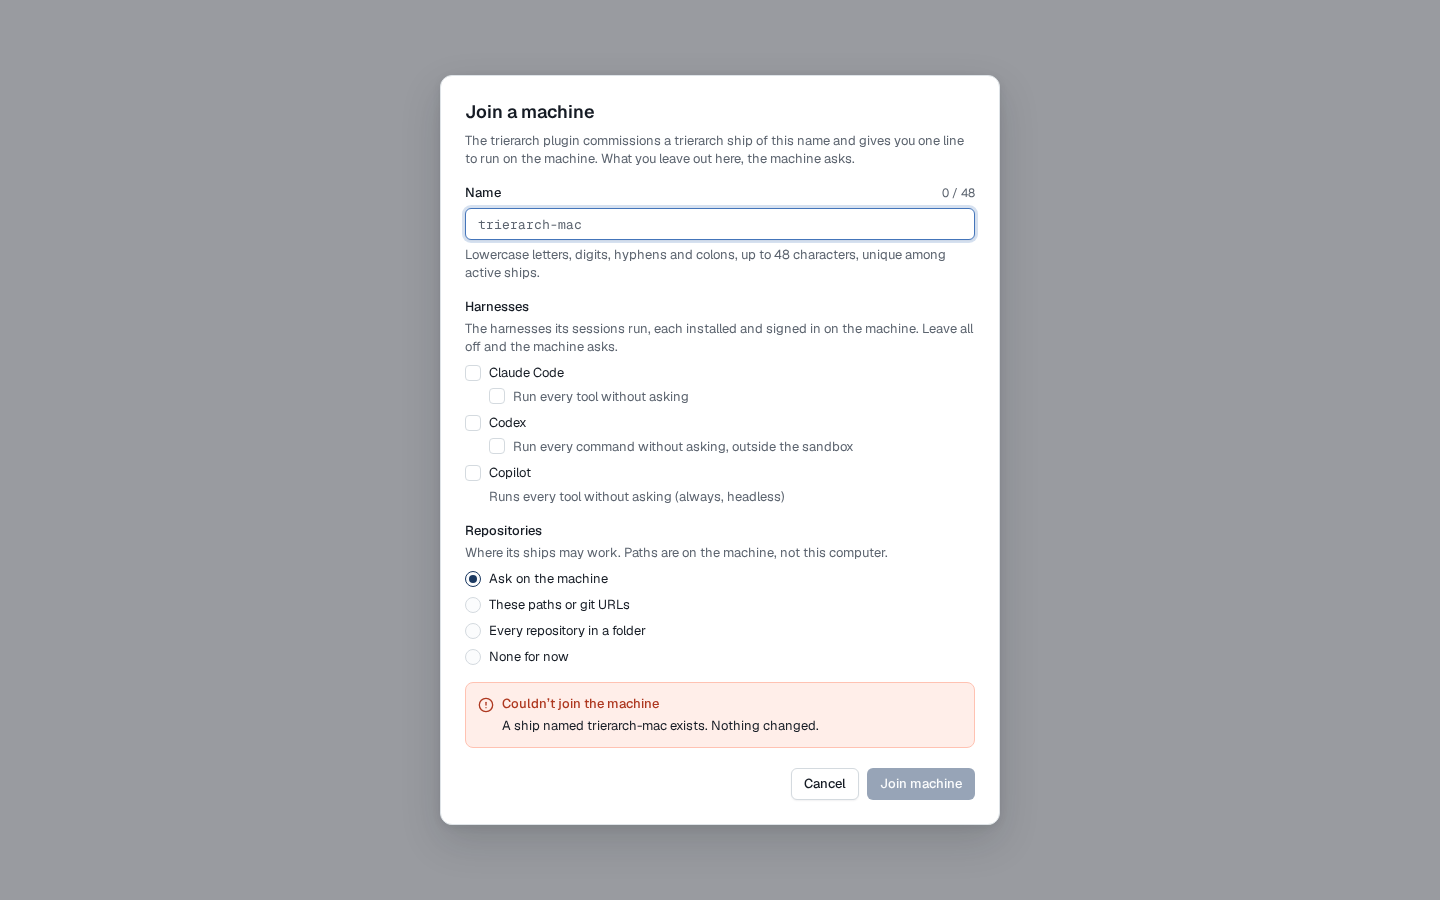 Join a machine
The trierarch plugin commissions a trierarch ship of this name and gives you one line
to run on the machine. What you leave out here, the machine asks.
Name
0 / 48
trierarch-mac
Lowercase letters, digits, hyphens and colons, up to 48 characters, unique among
active ships.
Harnesses
The harnesses its sessions run, each installed and signed in on the machine. Leave all
off and the machine asks.
Claude Code
Run every tool without asking
Codex
Run every command without asking, outside the sandbox
Copilot
Runs every tool without asking (always, headless)
Repositories
Where its ships may work. Paths are on the machine, not this computer.
Ask on the machine
These paths or git URLs
Every repository in a folder
None for now
Couldn't join the machine
A ship named trierarch-mac exists. Nothing changed.
Cancel
Join machine